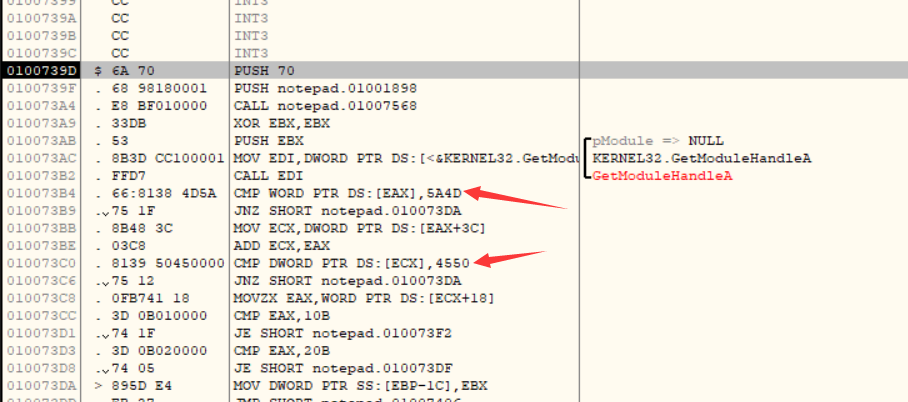 01007399 CC INT3
0100739A CC INT3
0100739B CC INT3
0100739C CC INT3
0100739D $ 6A 70 PUSH 70
0100739F . 68 98180001 PUSH notepad.01001898
010073A4 . E8 BF010000 CALL notepad.01007568
010073A9 . 33DB XOR EBX,EBX
010073AB . 53 PUSH EBX pModule => NULL
010073AC . 8B3D CC100001 MOV EDI,DWORD PTR DS:[<&KERNEL32.GetModu KERNEL32.GetModuleHandleA
010073B2 . FFD7 CALL EDI GetModuleHandleA
010073B4 . 66:8138 4D5A CMP WORD PTR DS:[EAX],5A4D
010073B9 . 75 1F JNZ SHORT notepad.010073DA
010073BB . 8B48 3C MOV ECX,DWORD PTR DS:[EAX+3C]
010073BE . 03C8 ADD ECX,EAX
010073C0 . 8139 50450000 CMP DWORD PTR DS:[ECX],4550
010073C6 . 75 12 JNZ SHORT notepad.010073DA
010073C8 . 0FB741 18 MOVZX EAX,WORD PTR DS:[ECX+18]
010073CC . 3D 0B010000 CMP EAX,10B
010073D1 . 74 1F JE SHORT notepad.010073F2
010073D3 . 3D 0B020000 CMP EAX,20B
010073D8 . 74 05 JE SHORT notepad.010073DF
010073DA > 895D E4 MOV DWORD PTR SS:[EBP-1C],EBX